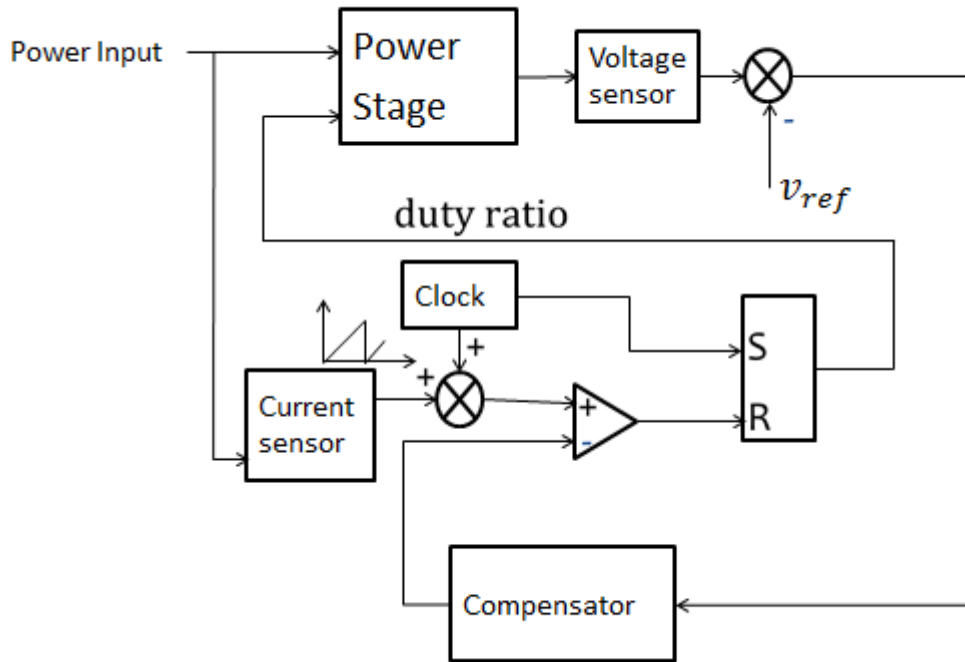 Power Input
Power
Stage
Voltage
sensor
-
v_ref
duty ratio
Clock
+
+
Current
sensor
+
-
S
R
Compensator